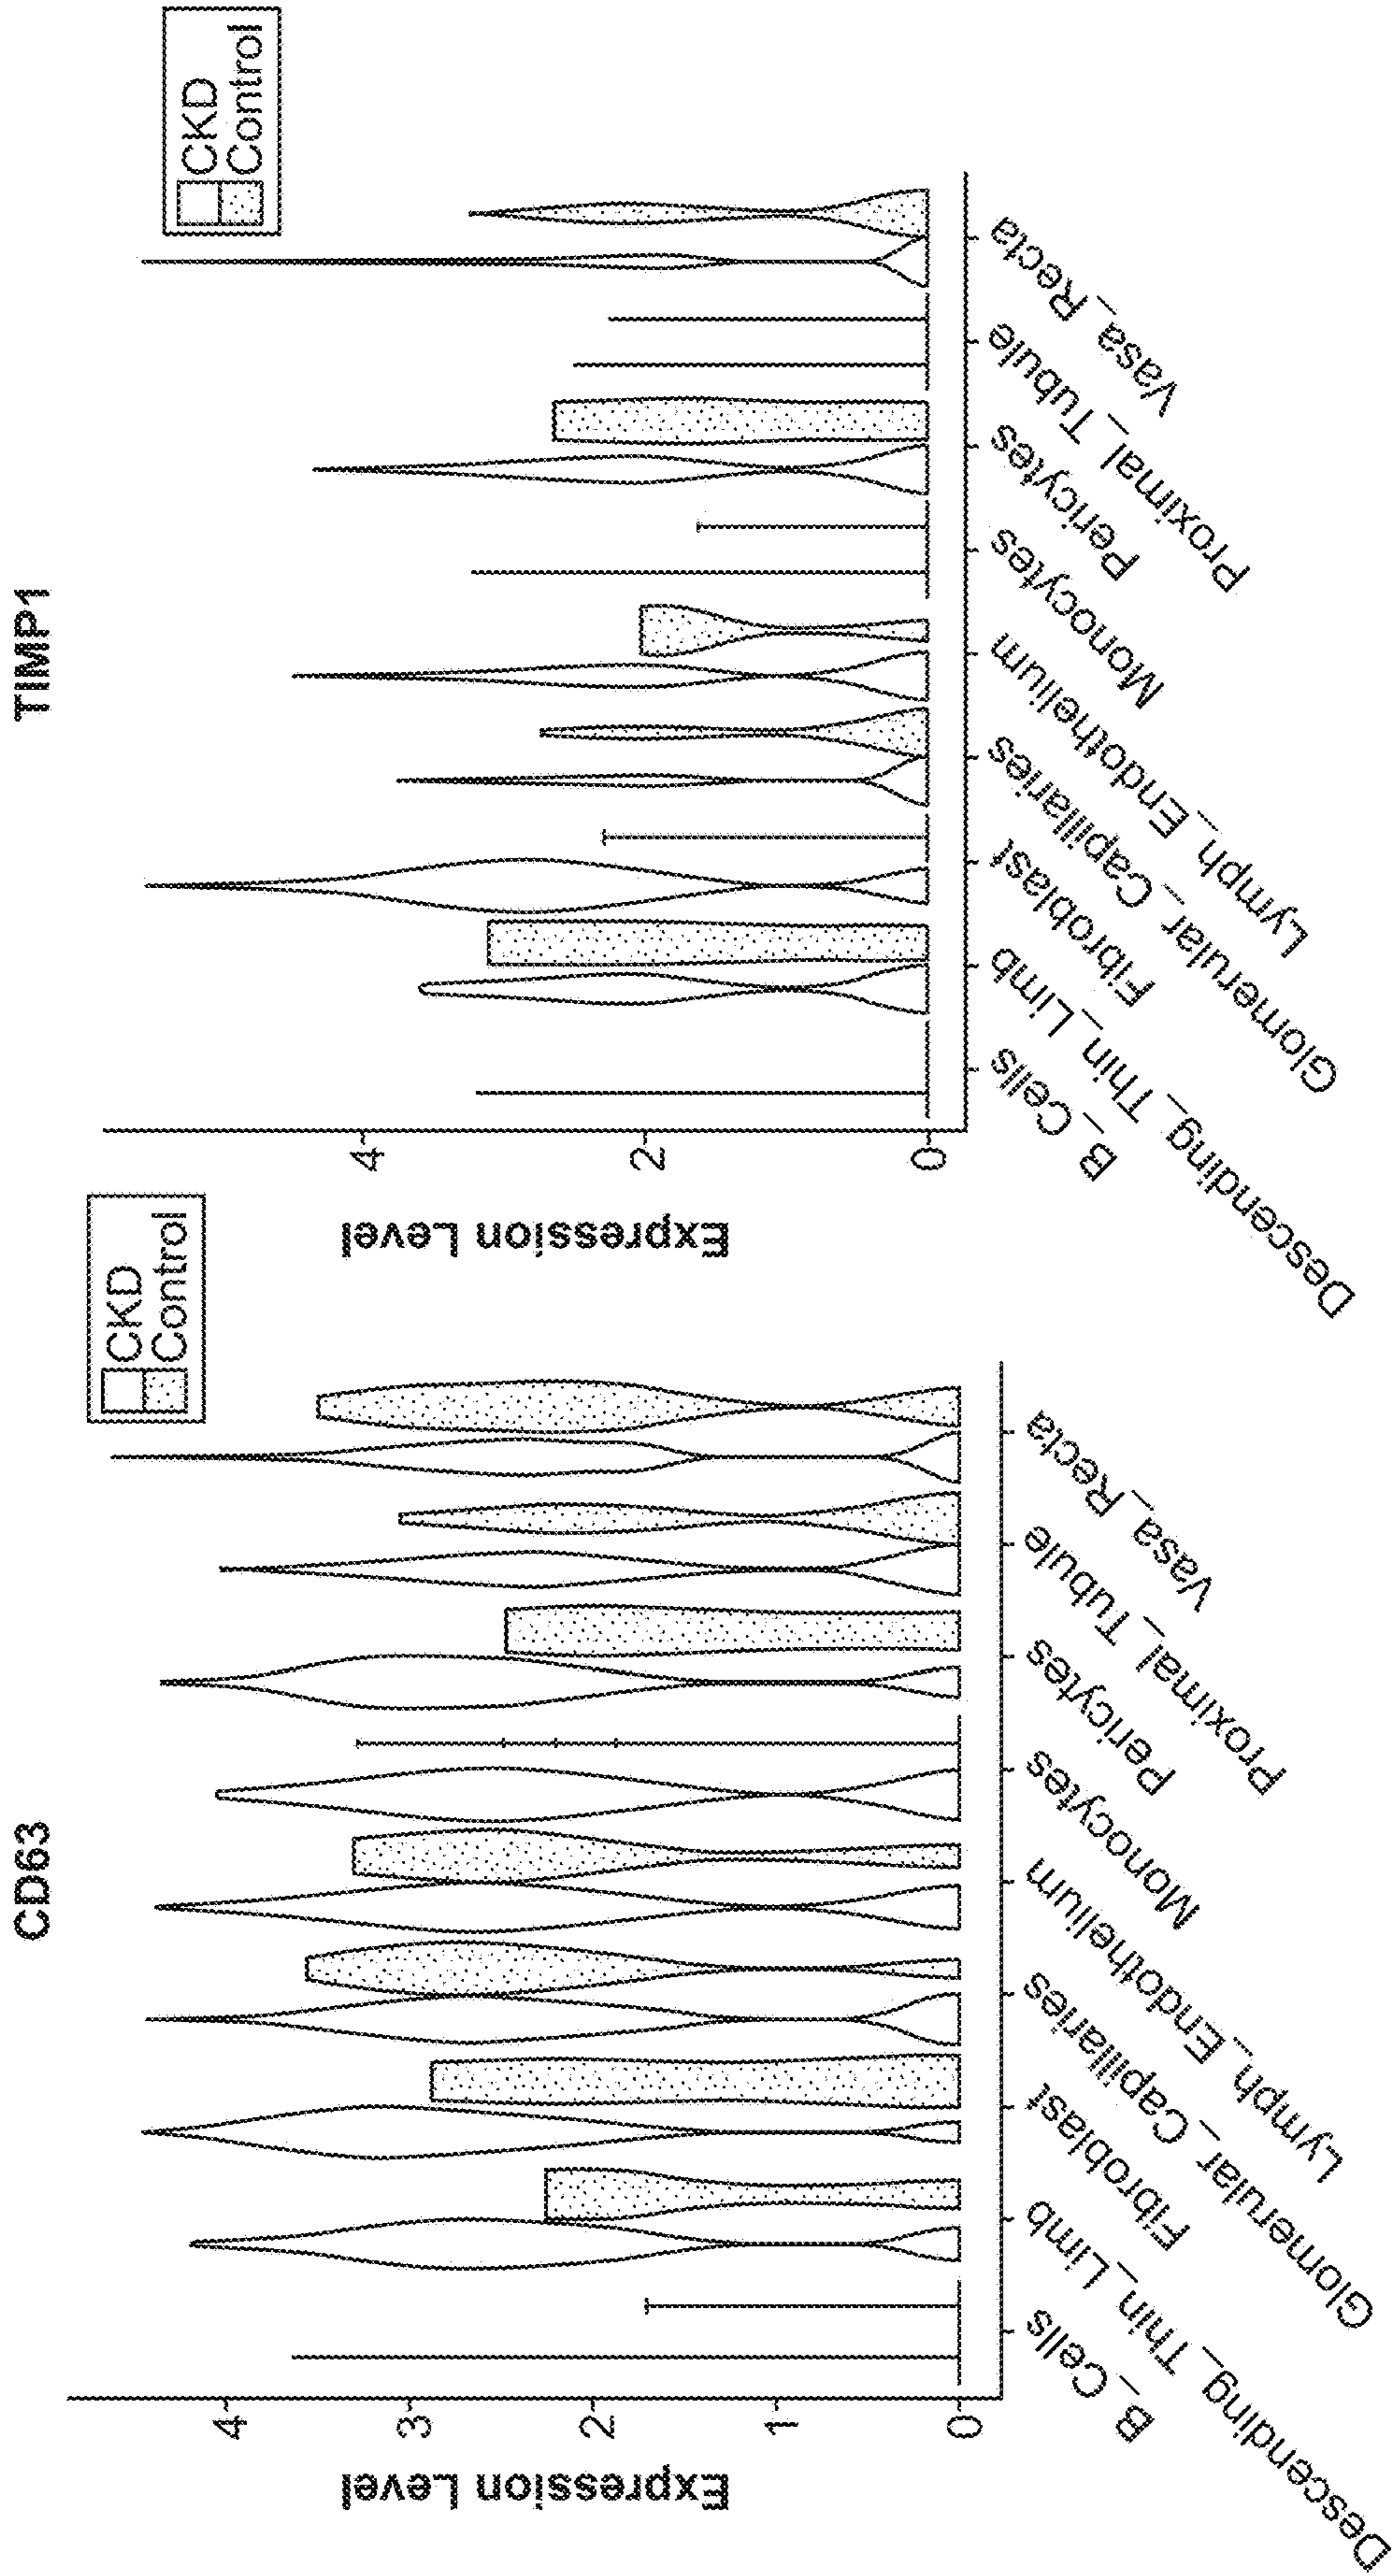 CD63
CKD
Control
Expression Level
4
3
2
1
0
B_Cells
Descending_Thin_Limb
Fibroblast
Glomerular_Capillaries
Lymph_Endothelium
Monocytes
Pericytes
Proximal_Tubule
Vasa_Recta
TIMP1
CKD
Control
Expression Level
4
2
0
B_Cells
Descending_Thin_Limb
Fibroblast
Glomerular_Capillaries
Lymph_Endothelium
Monocytes
Pericytes
Proximal_Tubule
Vasa_Recta